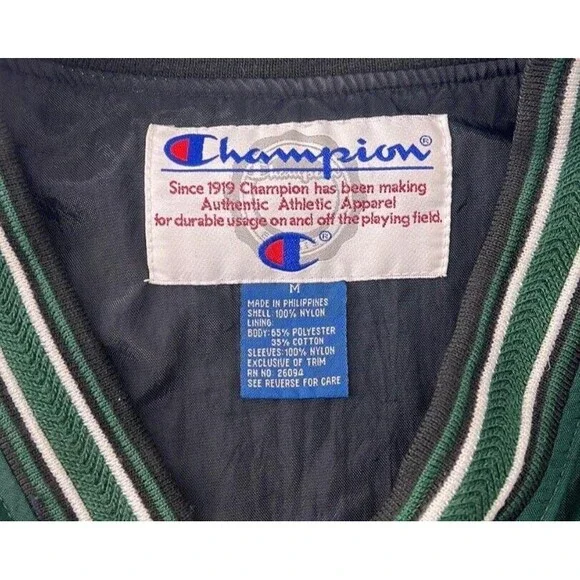 Champion®
Since 1919 Champion has been making
Authentic Athletic Apparel
for durable usage on and off the playing field.
®
M
MADE IN PHILIPPINES
SHELL: 100% NYLON
LINING:
BODY: 65% POLYESTER
35% COTTON
SLEEVES: 100% NYLON
EXCLUSIVE OF TRIM
RN NO. 26094
SEE REVERSE FOR CARE